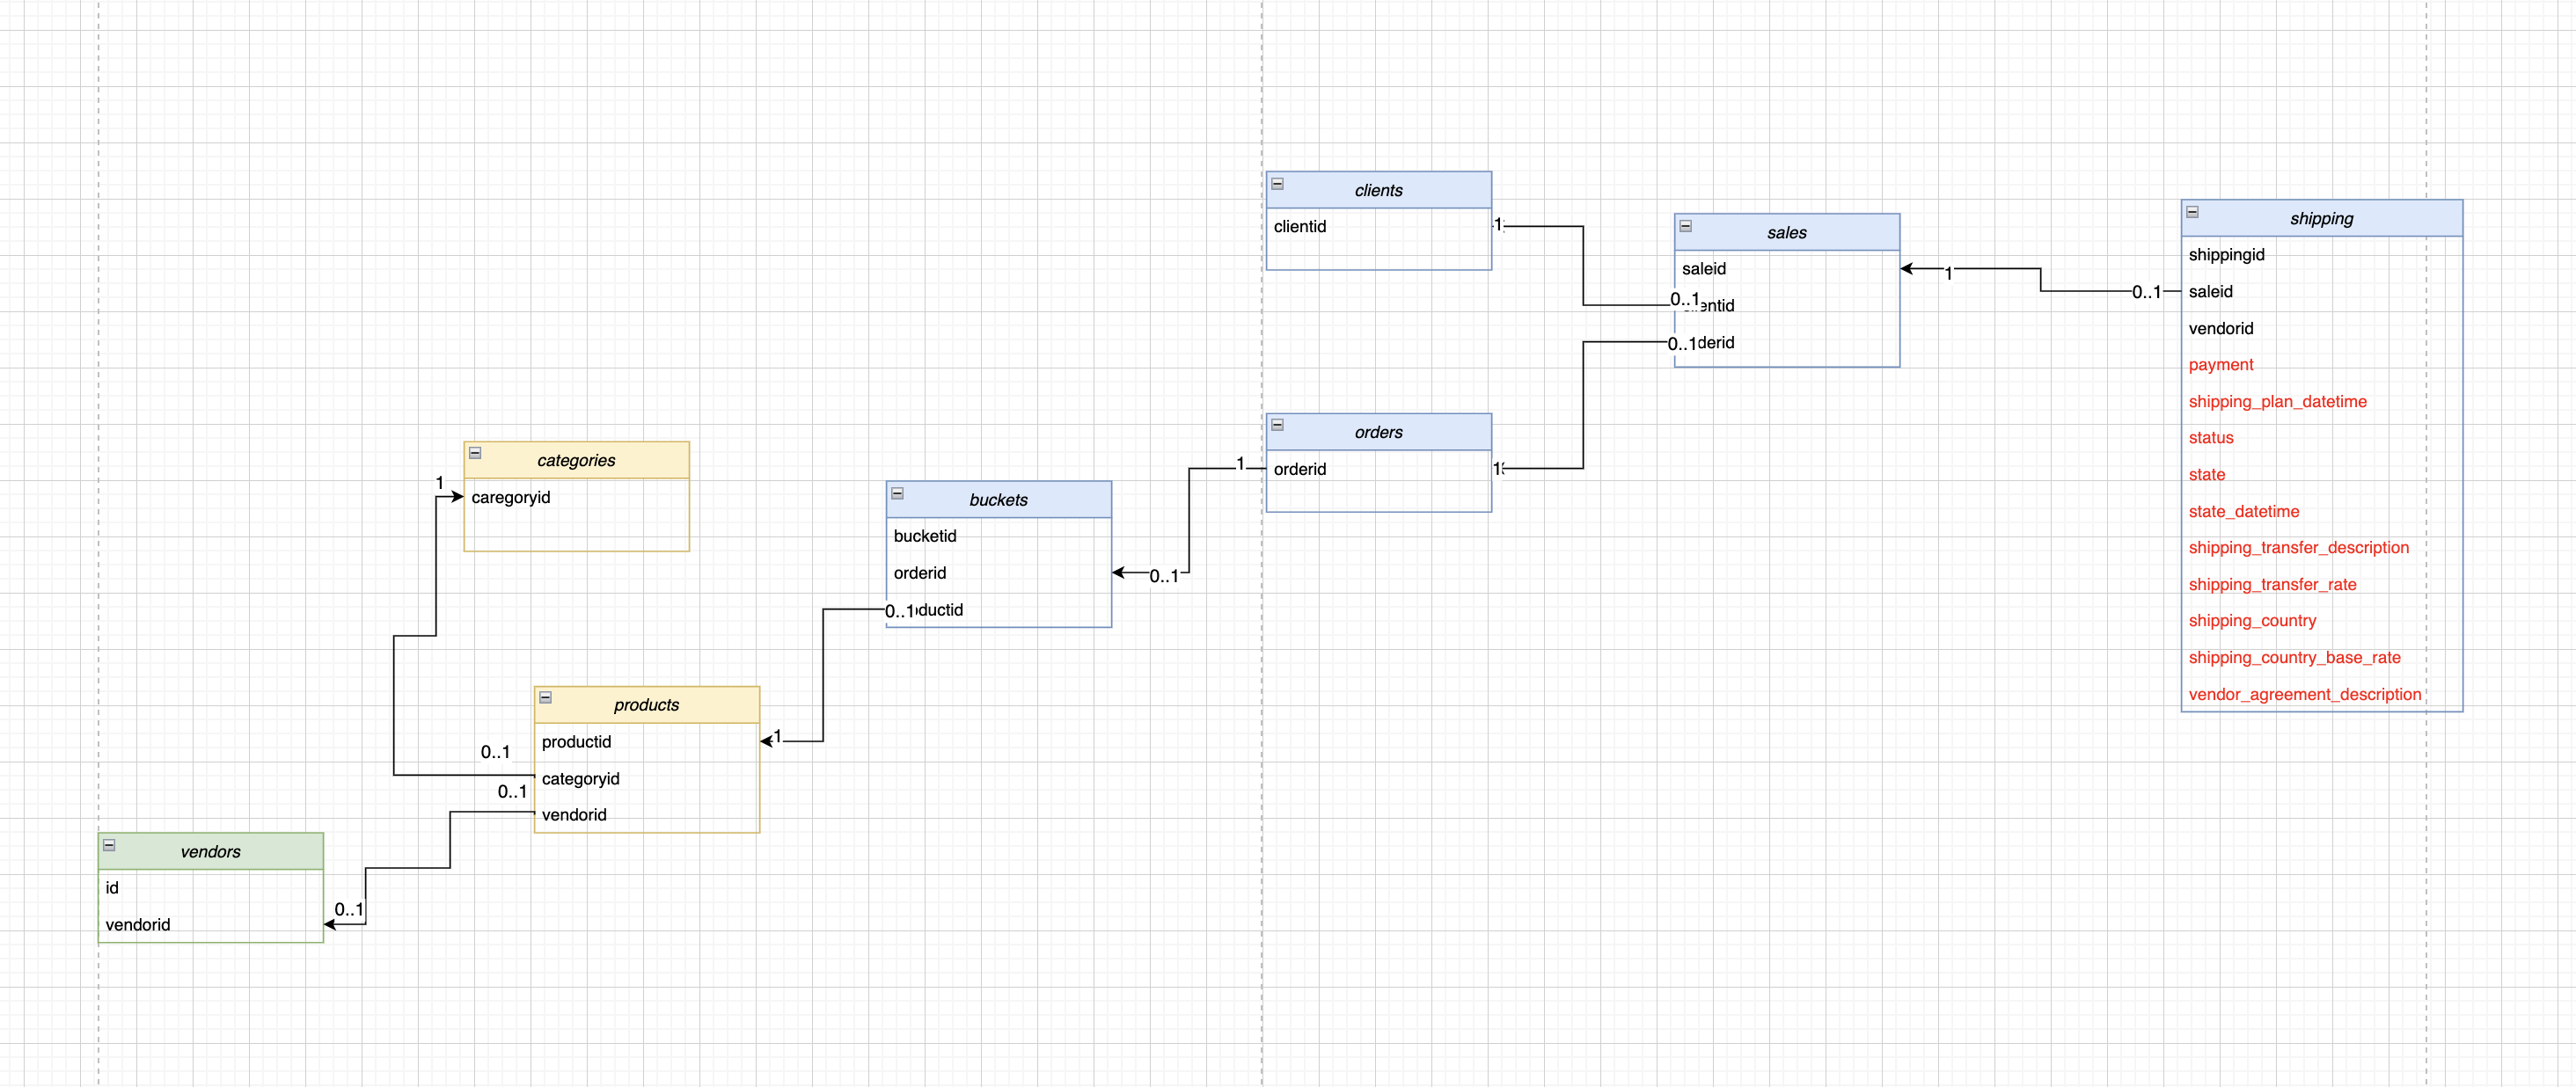 clients
clientid
1
sales
saleid
0..1
entid
0..1
derid
1
0..1
shipping
shippingid
saleid
vendorid
payment
shipping_plan_datetime
status
state
state_datetime
shipping_transfer_description
shipping_transfer_rate
shipping_country
shipping_country_base_rate
vendor_agreement_description
orders
orderid
1
1
categories
caregoryid
1
buckets
bucketid
orderid
0..1
ductid
0..1
products
productid
categoryid
vendorid
1
0..1
0..1
vendors
id
vendorid
0..1